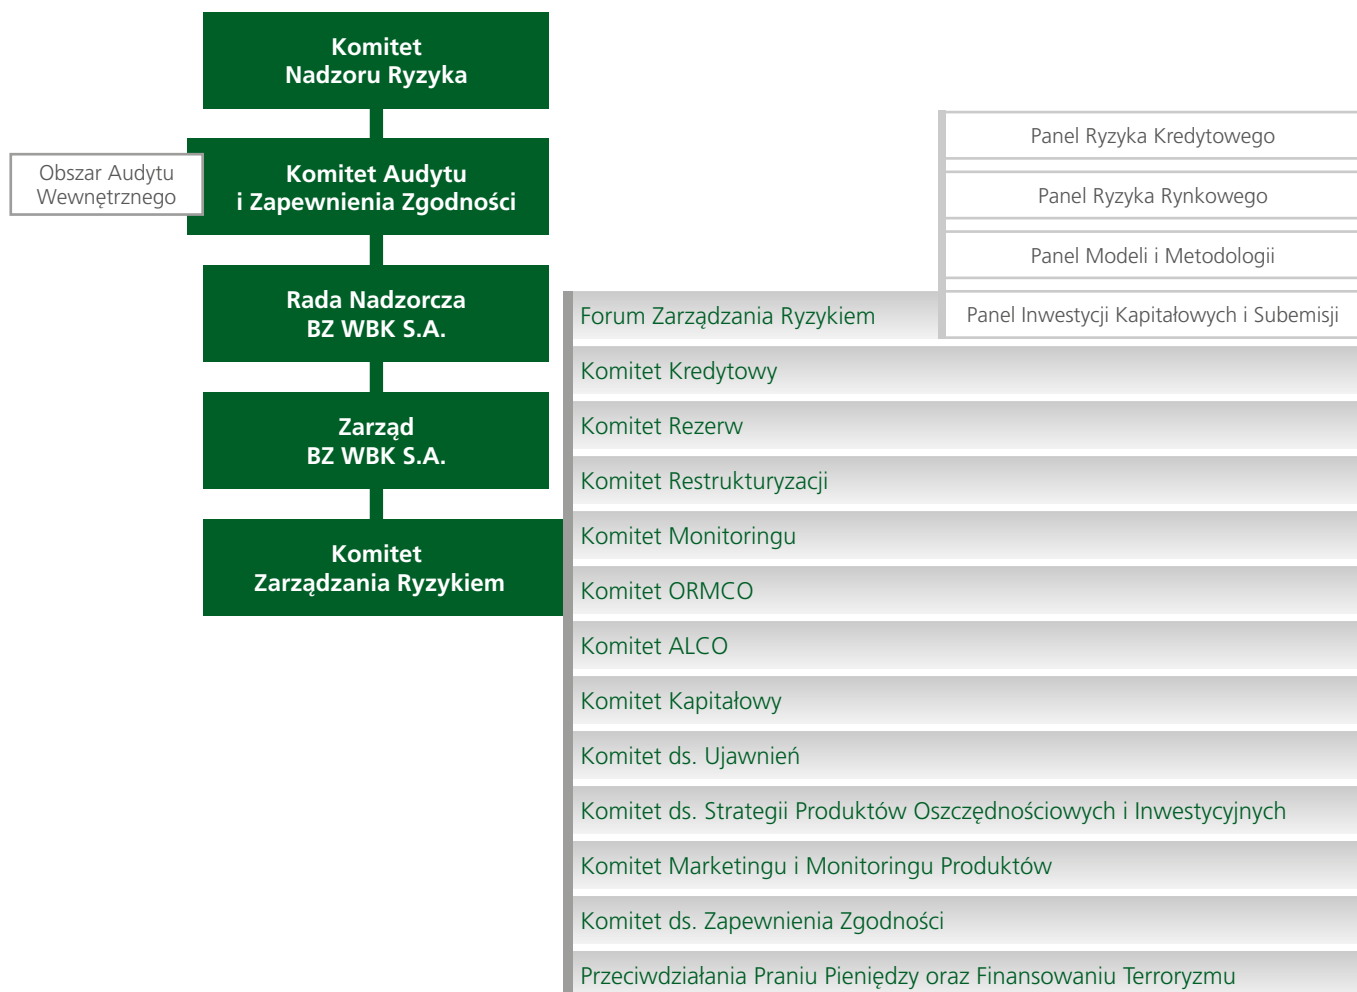 Komitet
Nadzoru Ryzyka
Obszar Audytu
Wewnętrznego
Komitet Audytu
i Zapewnienia Zgodności
Rada Nadzorcza
BZ WBK S.A.
Zarząd
BZ WBK S.A.
Komitet
Zarządzania Ryzykiem
Panel Ryzyka Kredytowego
Panel Ryzyka Rynkowego
Panel Modeli i Metodologii
Panel Inwestycji Kapitałowych i Subemisji
Forum Zarządzania Ryzykiem
Komitet Kredytowy
Komitet Rezerw
Komitet Restrukturyzacji
Komitet Monitoringu
Komitet ORMCO
Komitet ALCO
Komitet Kapitałowy
Komitet ds. Ujawnień
Komitet ds. Strategii Produktów Oszczędnościowych i Inwestycyjnych
Komitet Marketingu i Monitoringu Produktów
Komitet ds. Zapewnienia Zgodności
Przeciwdziałania Praniu Pieniędzy oraz Finansowaniu Terroryzmu